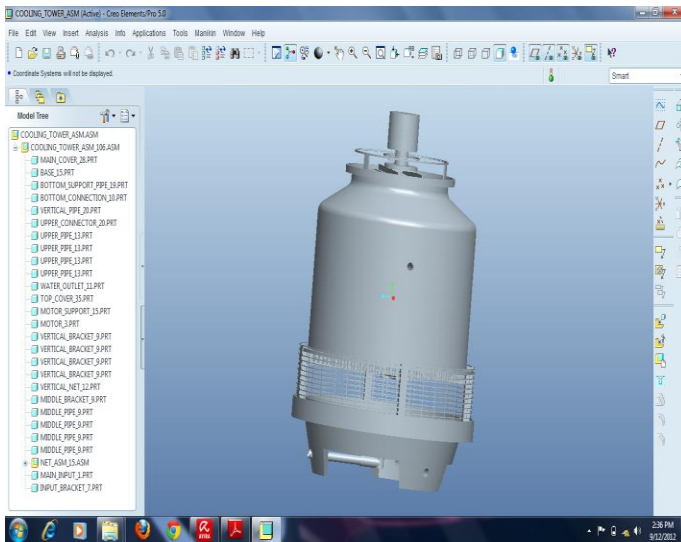 COOLING_TOWER_ASM (Active) - Creo Elements/Pro 5.0
File Edit View Insert Analysis Info Applications Tools Manikin Window Help
• Coordinate Systems will not be displayed.
Smart
Model Tree
COOLING_TOWER_ASM.ASM
COOLING_TOWER_ASM_106.ASM
MAIN_COVER_28.PRT
BASE_15.PRT
BOTTOM_SUPPORT_PIPE_19.PRT
BOTTOM_CONNECTION_18.PRT
VERTICAL_PIPE_20.PRT
UPPER_CONNECTOR_20.PRT
UPPER_PIPE_13.PRT
UPPER_PIPE_13.PRT
UPPER_PIPE_13.PRT
UPPER_PIPE_13.PRT
WATER_OUTLET_11.PRT
TOP_COVER_35.PRT
MOTOR_SUPPORT_15.PRT
MOTOR_3.PRT
VERTICAL_BRACKET_9.PRT
VERTICAL_BRACKET_9.PRT
VERTICAL_BRACKET_9.PRT
VERTICAL_BRACKET_9.PRT
VERTICAL_NET_12.PRT
MIDDLE_BRACKET_9.PRT
MIDDLE_PIPE_9.PRT
MIDDLE_PIPE_9.PRT
MIDDLE_PIPE_9.PRT
MIDDLE_PIPE_9.PRT
NET_ASM_15.ASM
MAIN_INPUT_1.PRT
INPUT_BRACKET_7.PRT
2:36 PM
9/12/2012